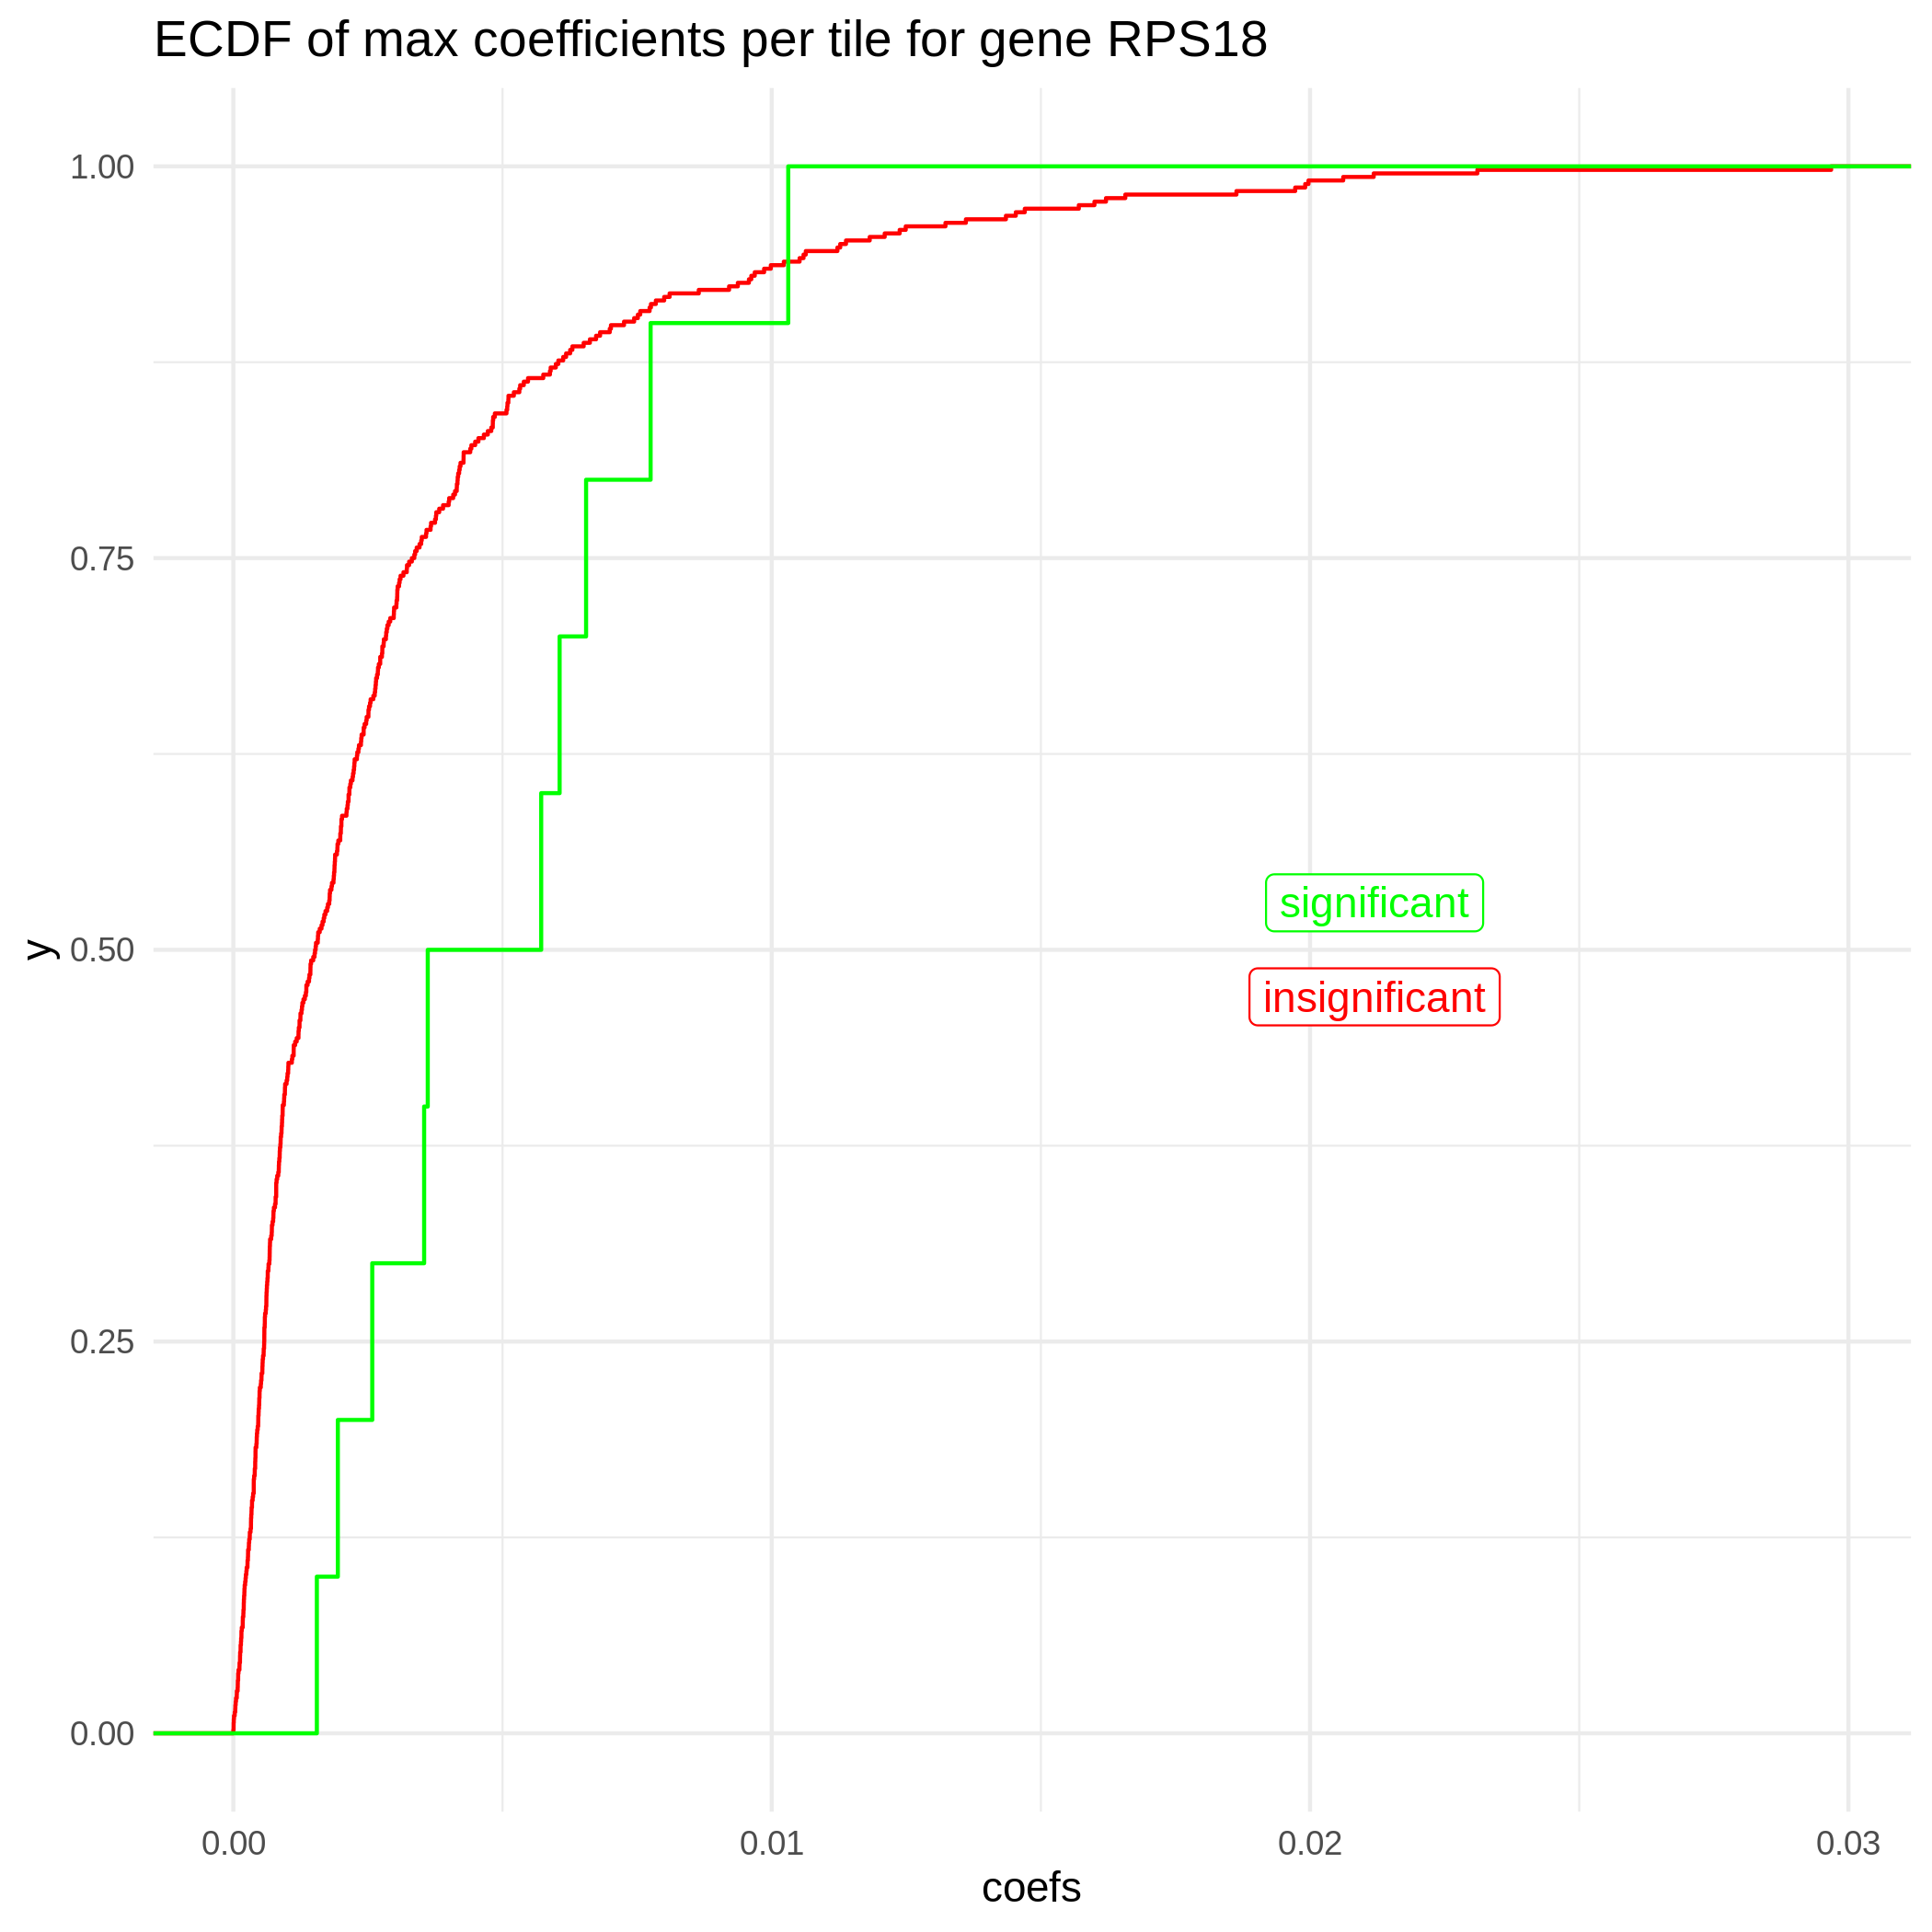 ECDF of max coefficients per tile for gene RPS18
1.00
0.75
0.50
0.25
0.00
y
significant
insignificant
0.00 0.01 0.02 0.03
coefs